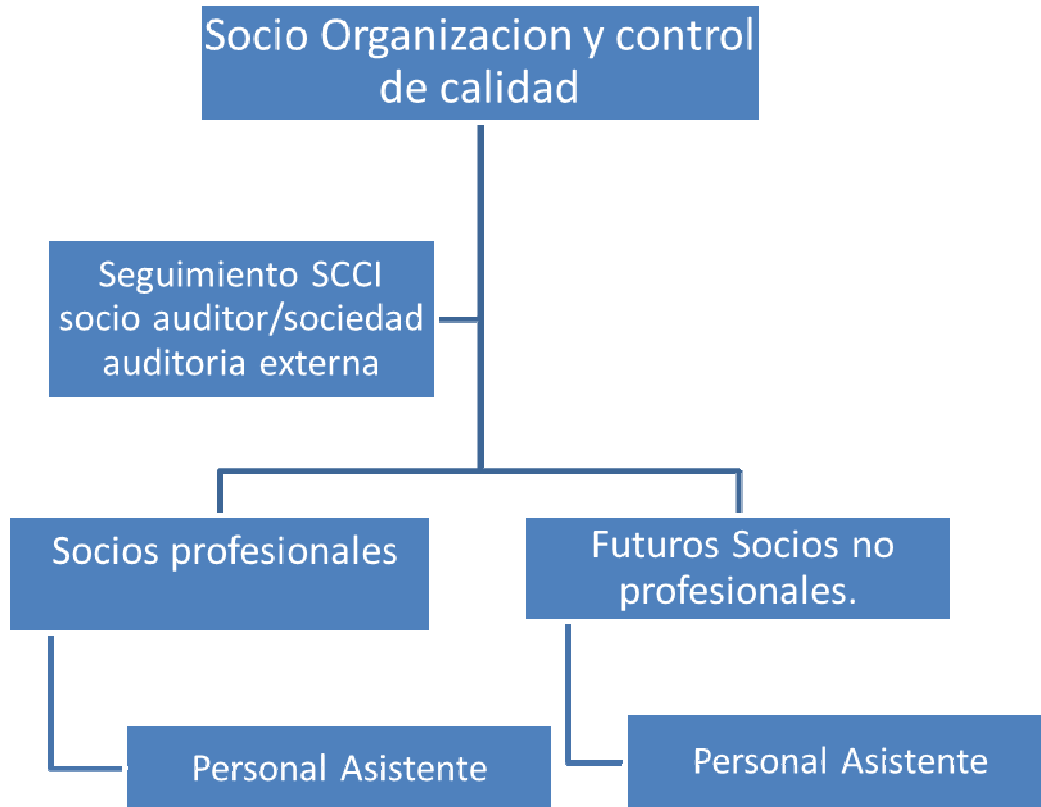 Socio Organizacion y control
de calidad
Seguimiento SCCI
socio auditor/sociedad
auditoria externa
Socios profesionales
Futuros Socios no
profesionales.
Personal Asistente
Personal Asistente